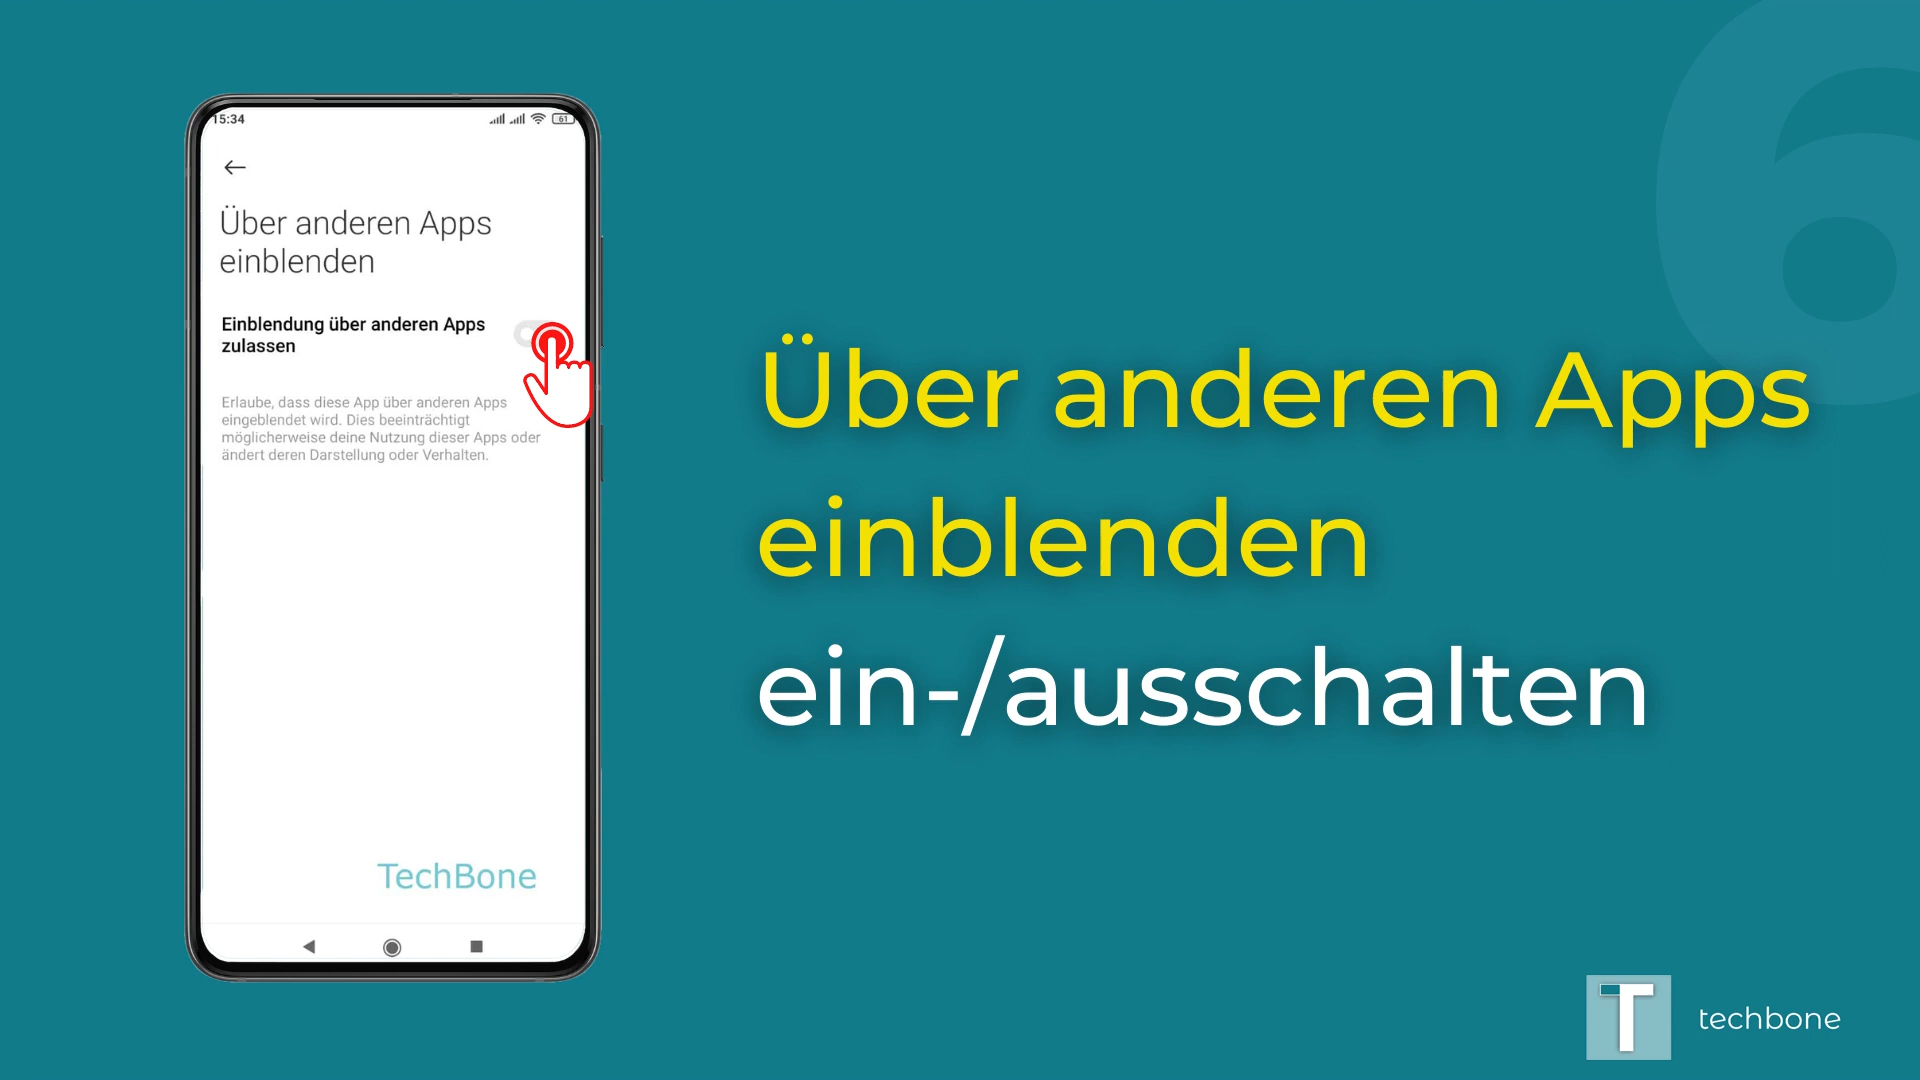 15:34
61
Über anderen Apps
einblenden
Einblendung über anderen Apps
zulassen
Erlaube, dass diese App über anderen Apps
eingeblendet wird. Dies beeinträchtigt
möglicherweise deine Nutzung dieser Apps oder
ändert deren Darstellung oder Verhalten.
TechBone
6
Über anderen Apps
einblenden
ein-/ausschalten
T
techbone